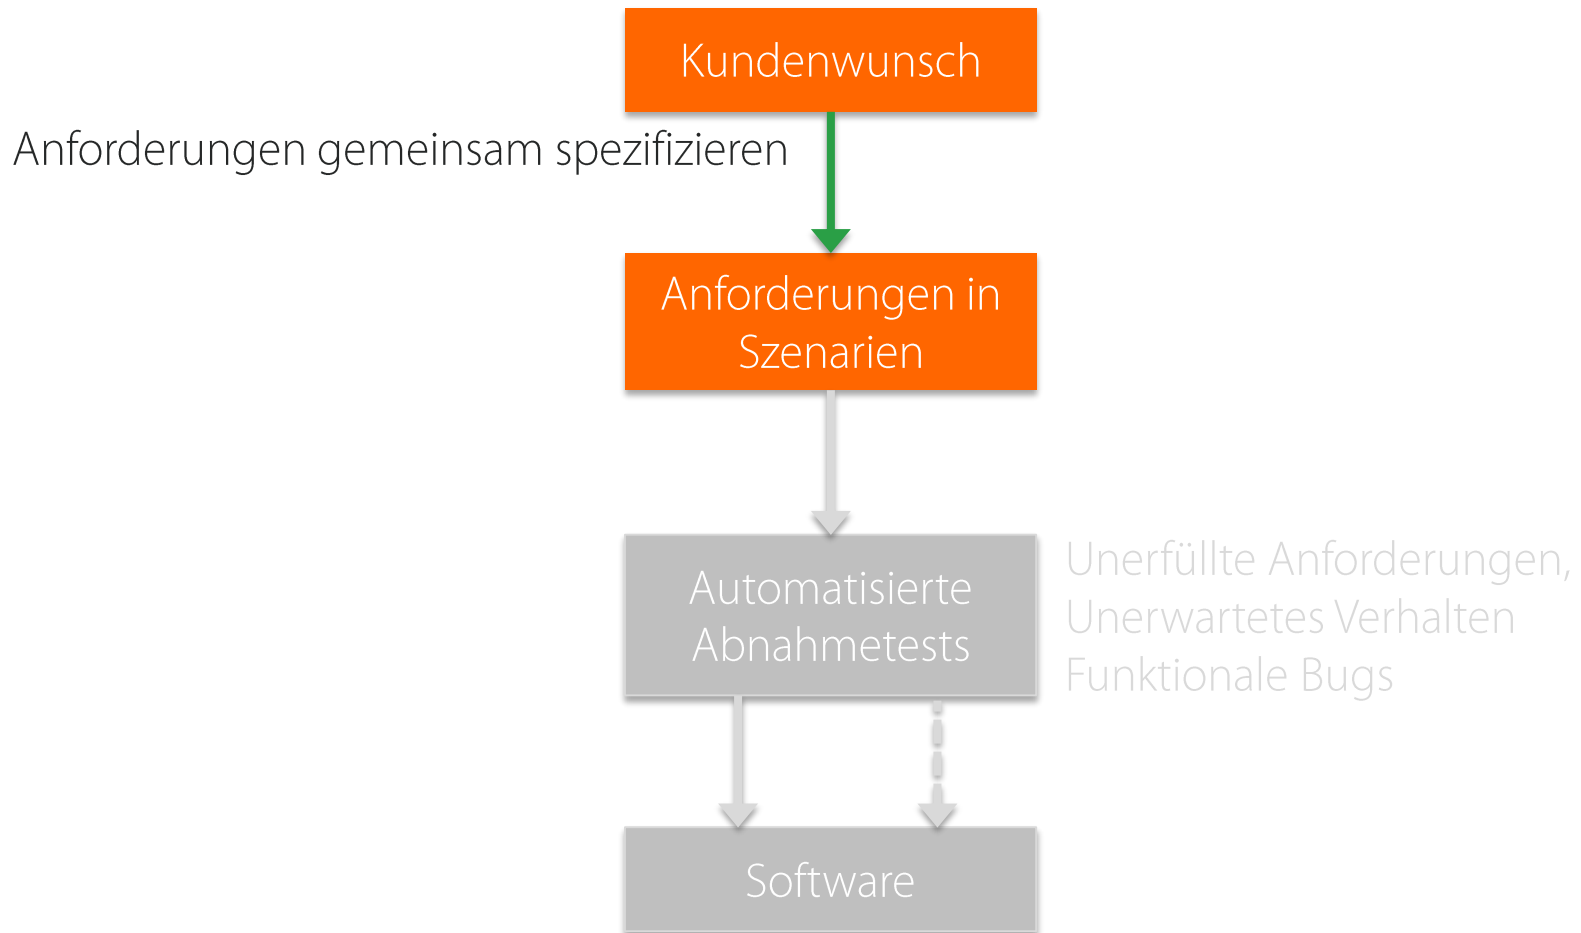 Kundenwunsch
Anforderungen gemeinsam spezifizieren
Anforderungen in
Szenarien
Automatisierte
Abnahmetests
Unerfüllte Anforderungen,
Unerwartetes Verhalten
Funktionale Bugs
Software